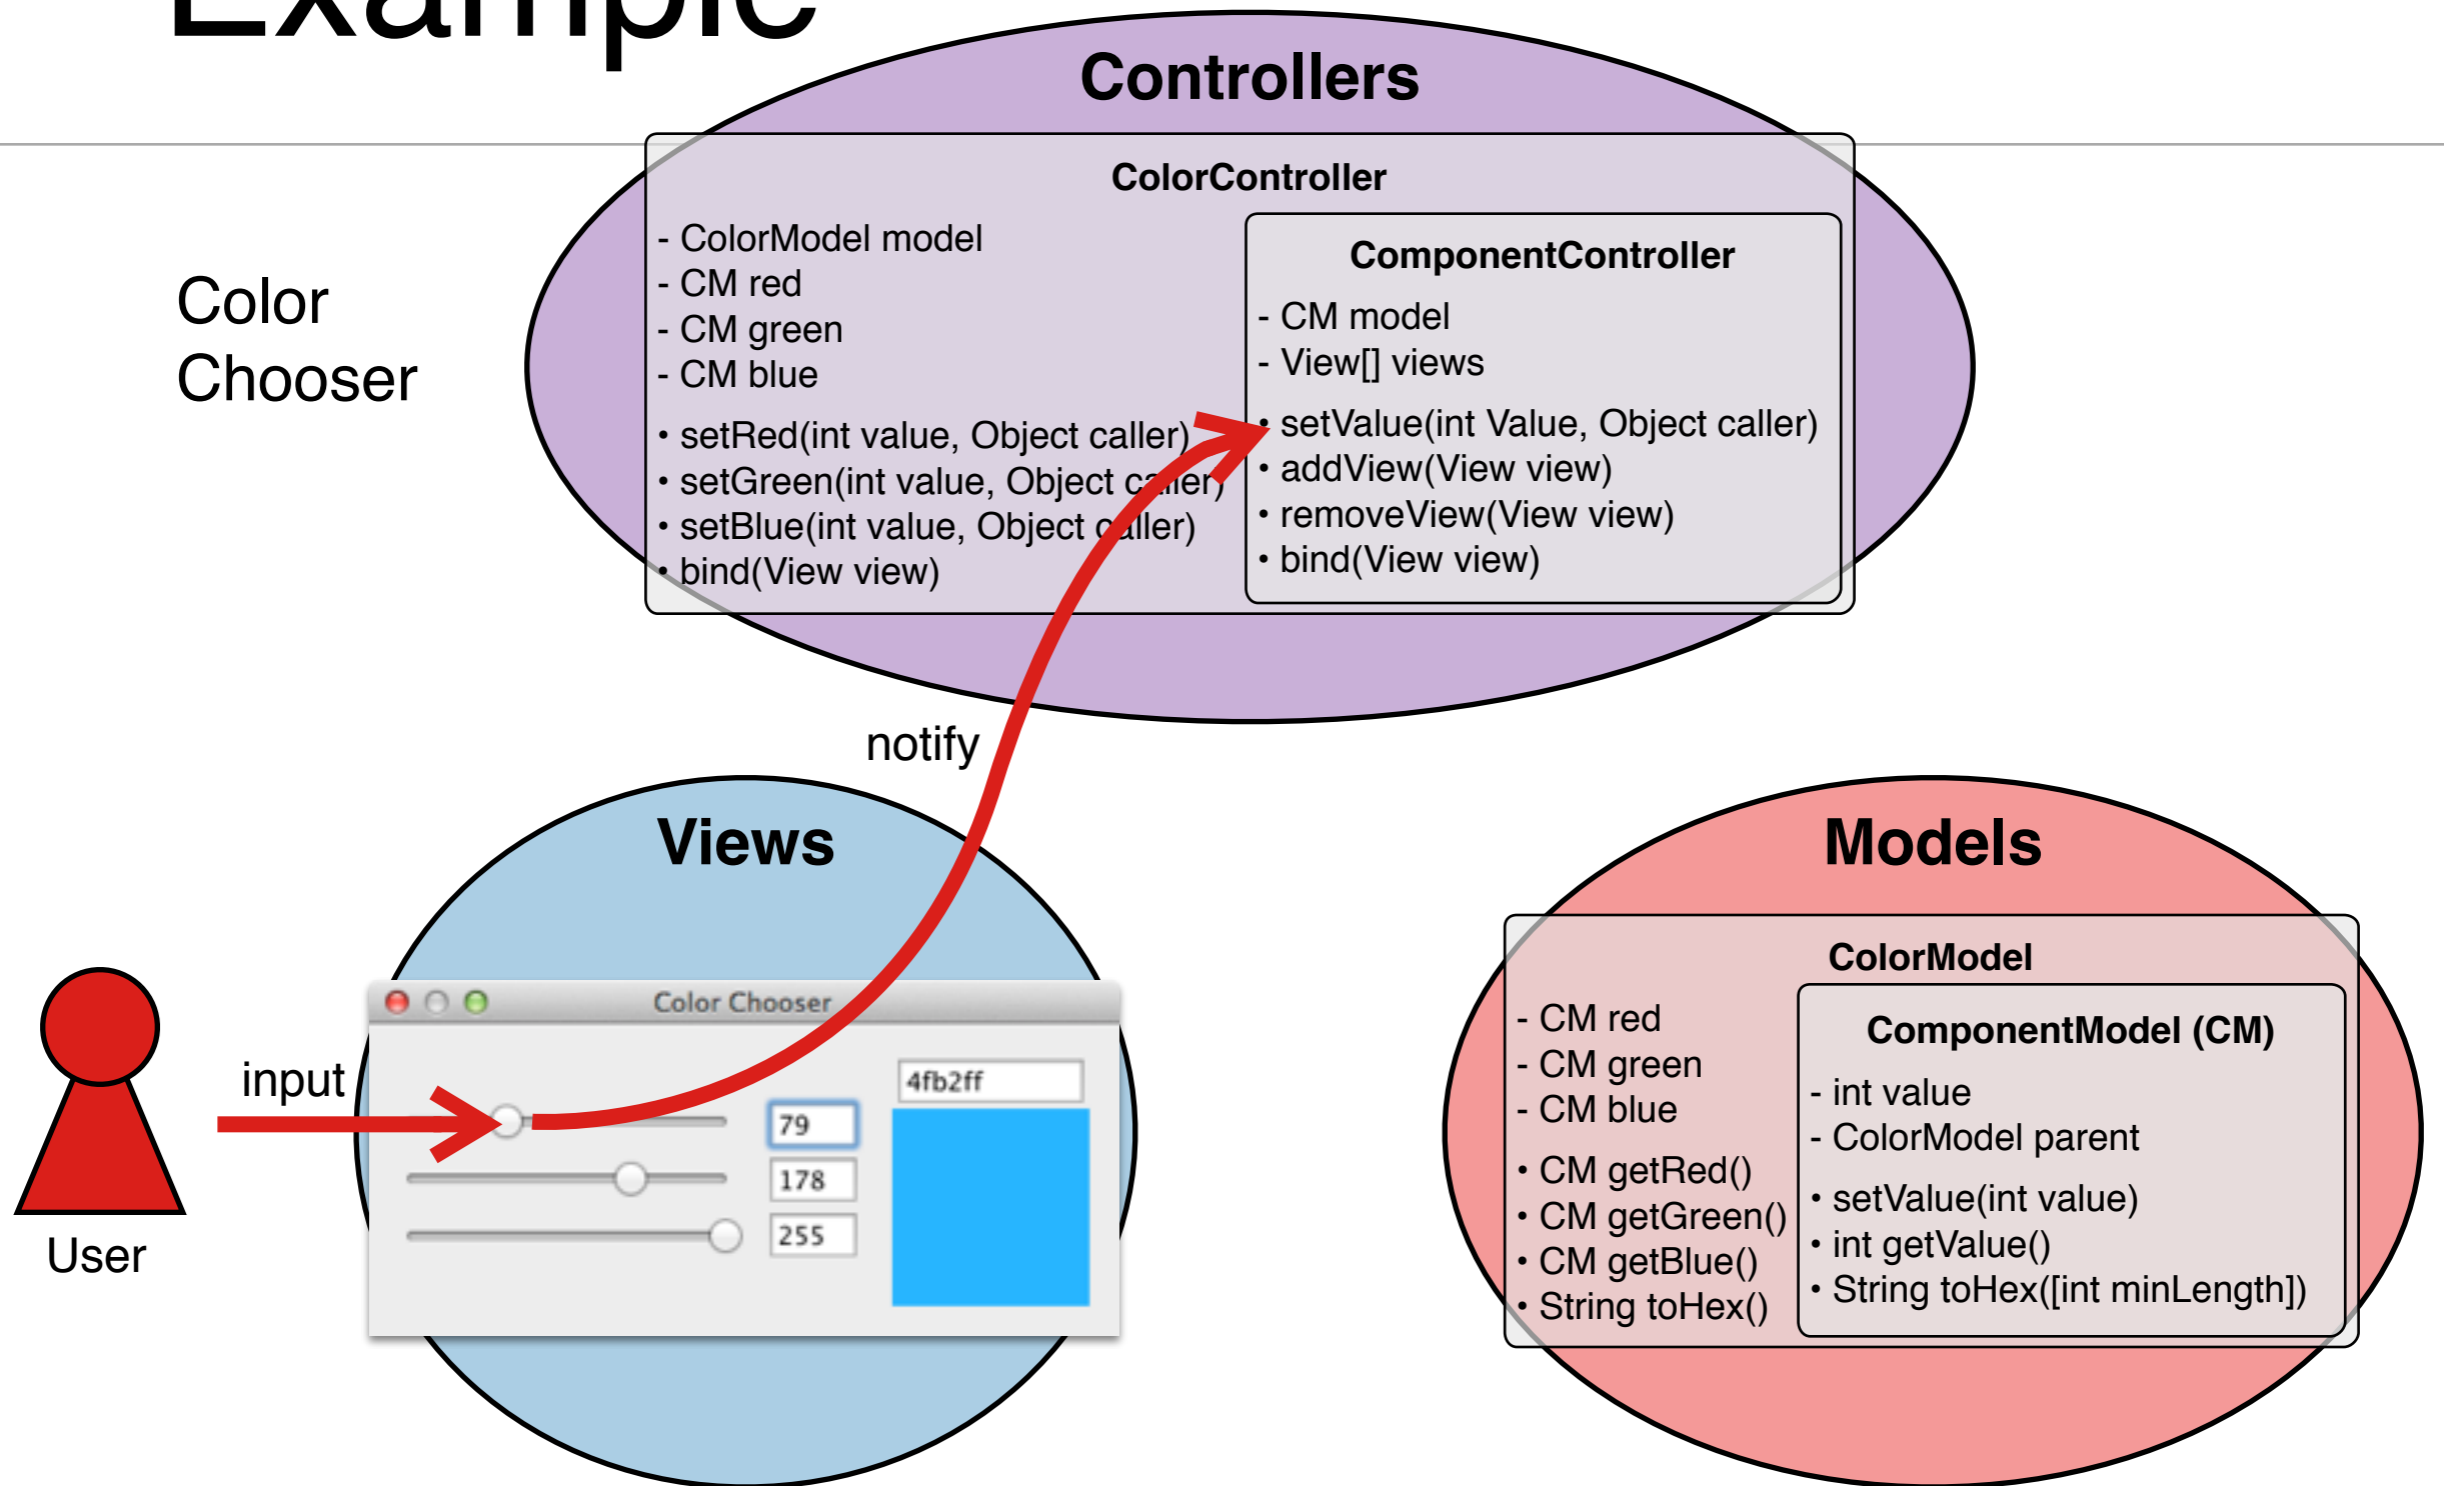 Example
Controllers
ColorController
- ColorModel model
- CM red
- CM green
- CM blue
• setRed(int value, Object caller)
• setGreen(int value, Object caller)
• setBlue(int value, Object caller)
• bind(View view)
ComponentController
- CM model
- View[] views
• setValue(int Value, Object caller)
• addView(View view)
• removeView(View view)
• bind(View view)
Color
Chooser
notify
Views
Color Chooser
4fb2ff
79
178
255
input
User
Models
ColorModel
- CM red
- CM green
- CM blue
• CM getRed()
• CM getGreen()
• CM getBlue()
• String toHex()
ComponentModel (CM)
- int value
- ColorModel parent
• setValue(int value)
• int getValue()
• String toHex([int minLength])